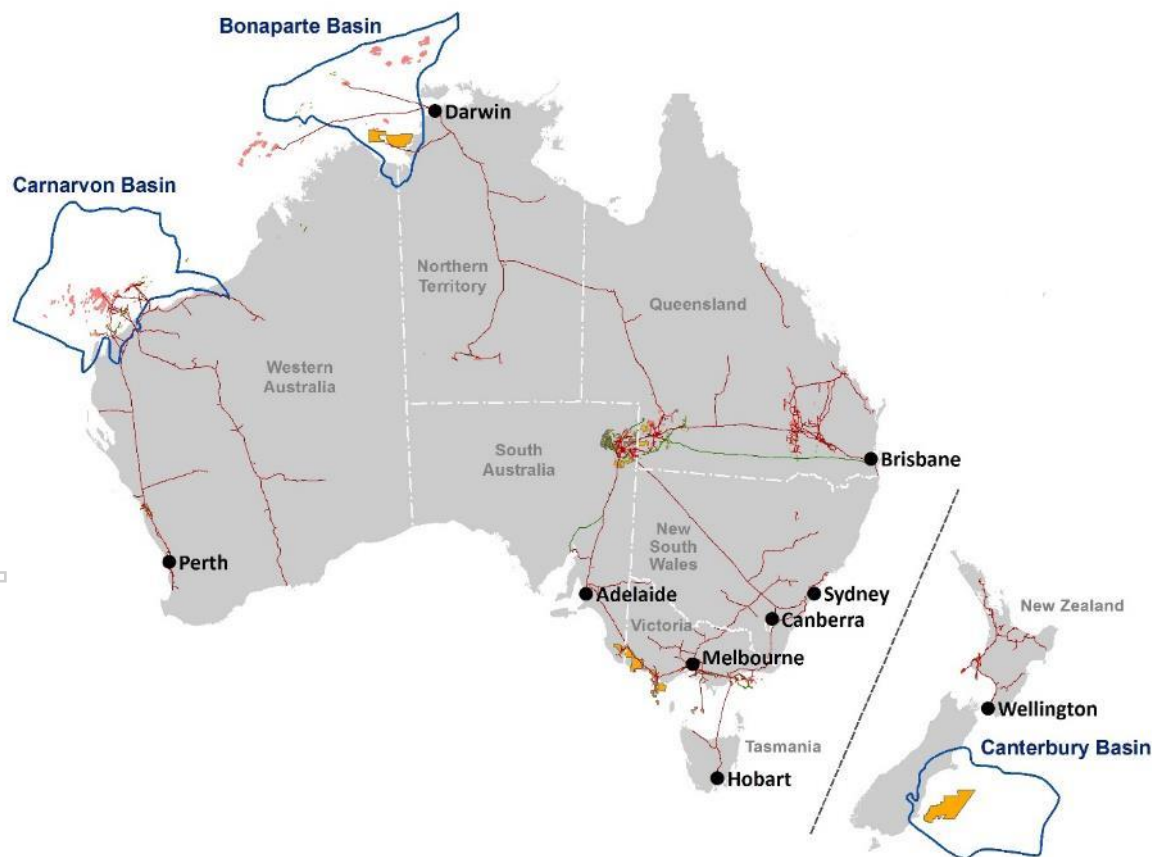 Bonaparte Basin
Darwin
Carnarvon Basin
Northern
Territory
Queensland
Western
Australia
South
Australia
Brisbane
New
South
Wales
Perth
Adelaide
Sydney
New Zealand
Canberra
Victoria
Melbourne
Wellington
Tasmania
Canterbury Basin
Hobart